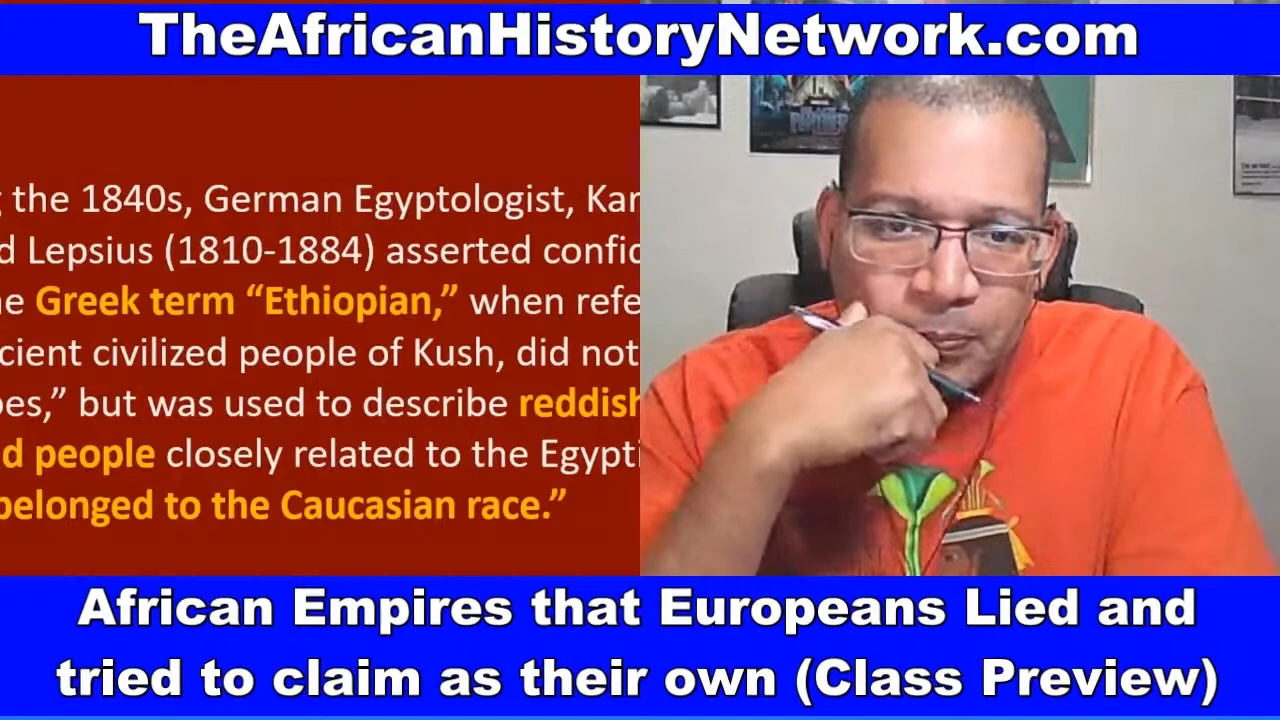 TheAfricanHistoryNetwork.com
the 1840s, German Egyptologist,
Lepsius (1810-1884) asserted
Greek term “Ethiopian,” when
civilized people of Kush, did not
but was used to describe
people closely related to the
belonged to the Caucasian race.”
African Empires that Europeans Lied and
tried to claim as their own (Class Preview)